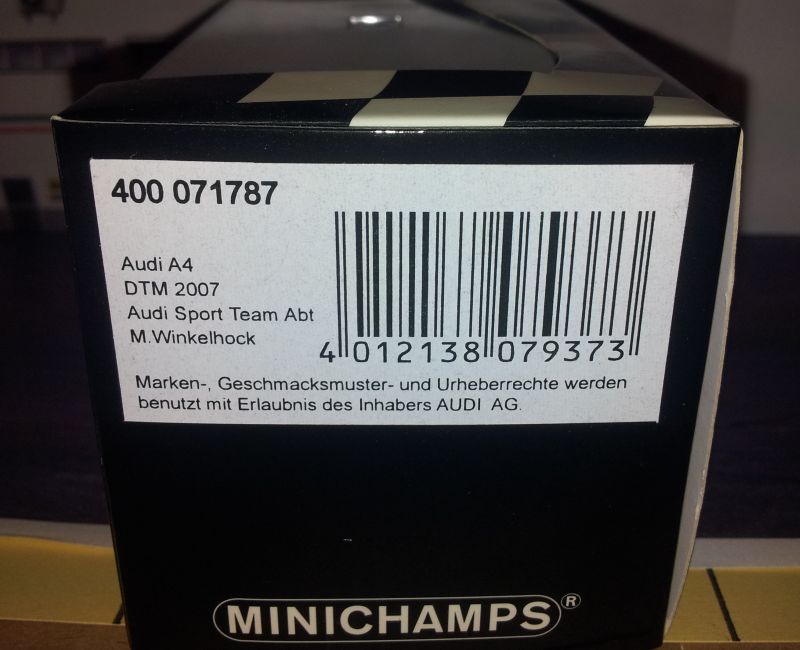 400 071787
Audi A4
DTM 2007
Audi Sport Team Abt
M.Winkelhock
4 012138 079373
Marken-, Geschmacksmuster- und Urheberrechte werden
benutzt mit Erlaubnis des Inhabers AUDI AG.
MINICHAMPS®